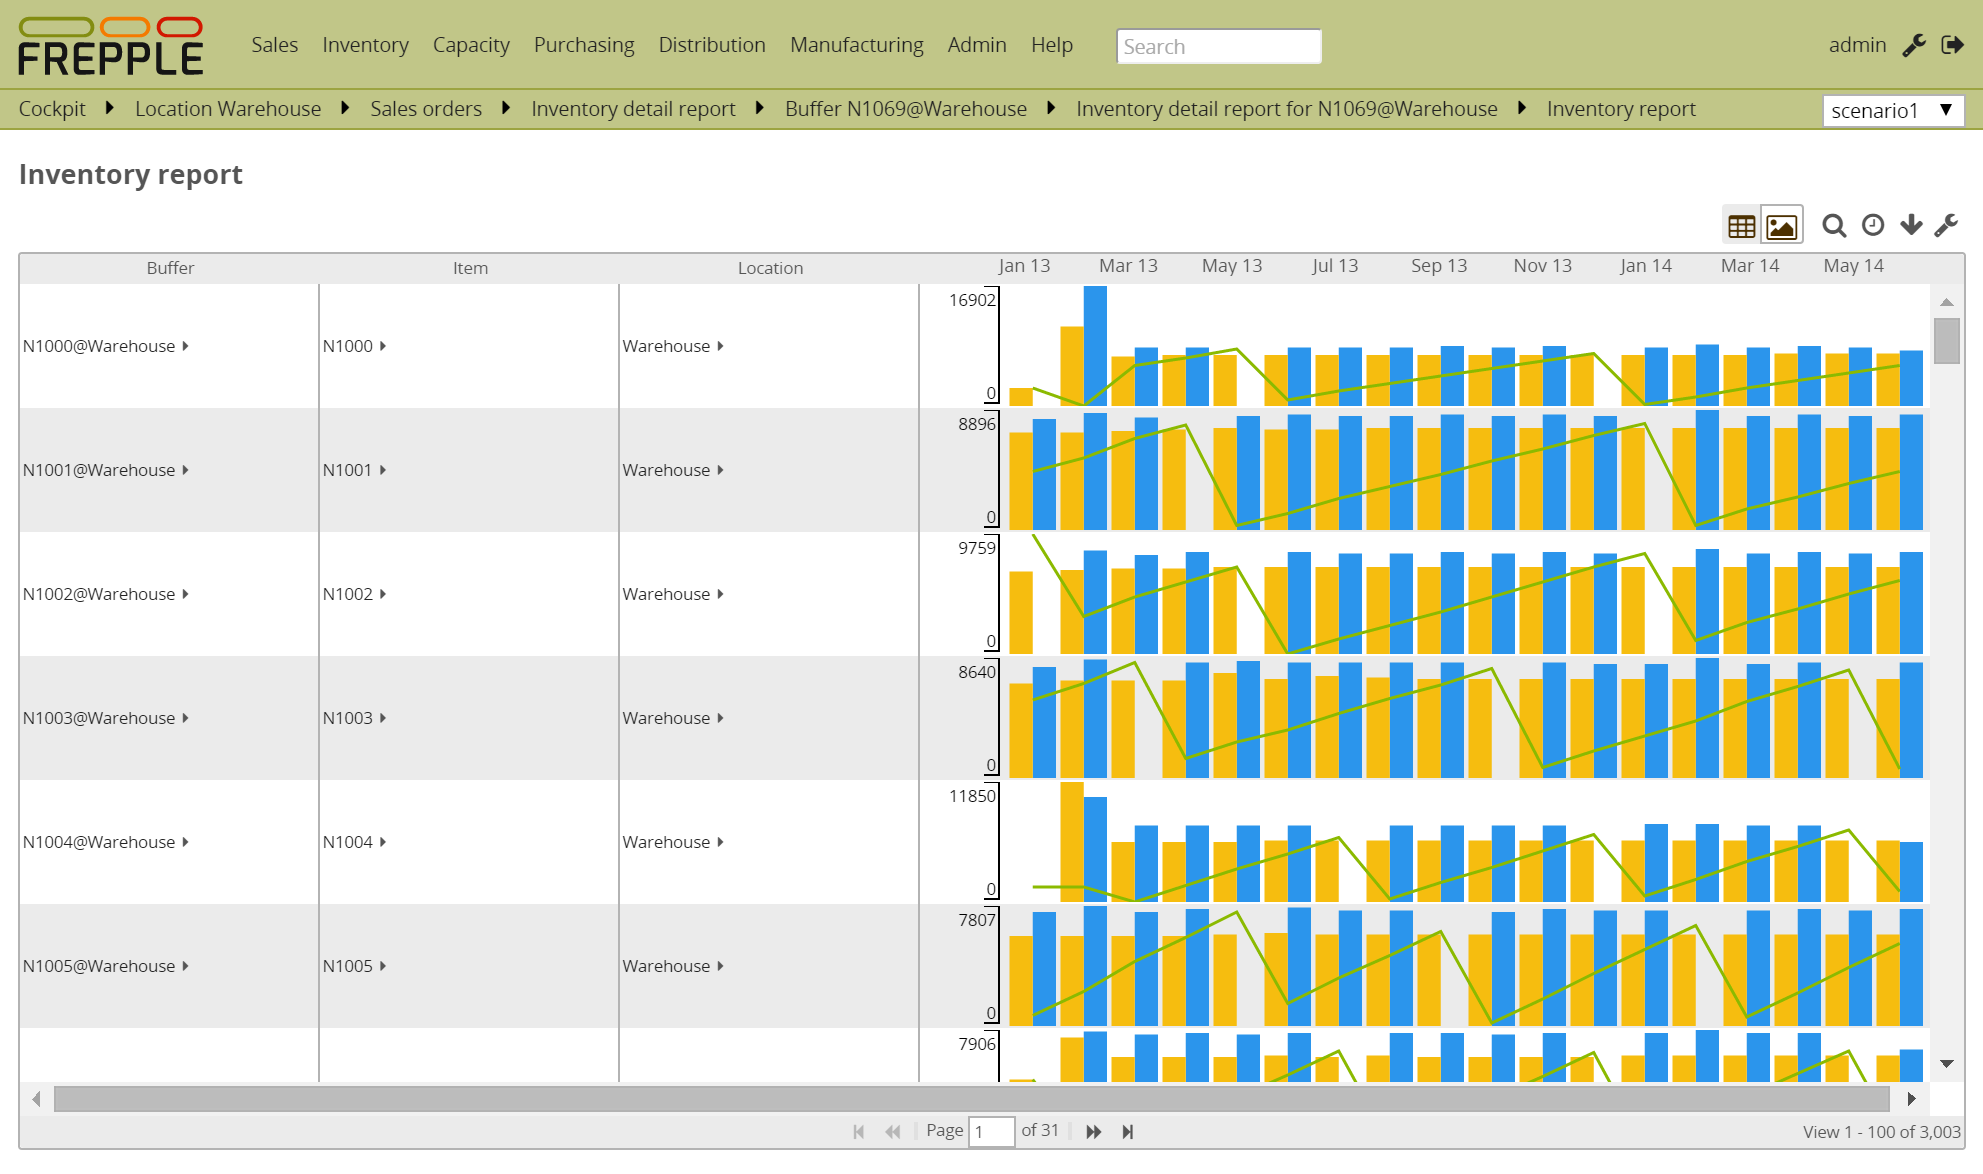 FREPPLE
Sales Inventory Capacity Purchasing Distribution Manufacturing Admin Help Search admin
Cockpit Location Warehouse Sales orders Inventory detail report Buffer N1069@Warehouse Inventory detail report for N1069@Warehouse Inventory report scenario1
Inventory report
Buffer Item Location Jan 13 Mar 13 May 13 Jul 13 Sep 13 Nov 13 Jan 14 Mar 14 May 14
16902
N1000@Warehouse N1000 Warehouse
0
8896
N1001@Warehouse N1001 Warehouse
0
9759
N1002@Warehouse N1002 Warehouse
0
8640
N1003@Warehouse N1003 Warehouse
0
11850
N1004@Warehouse N1004 Warehouse
0
7807
N1005@Warehouse N1005 Warehouse
0
7906
Page 1 of 31 View 1 - 100 of 3,003